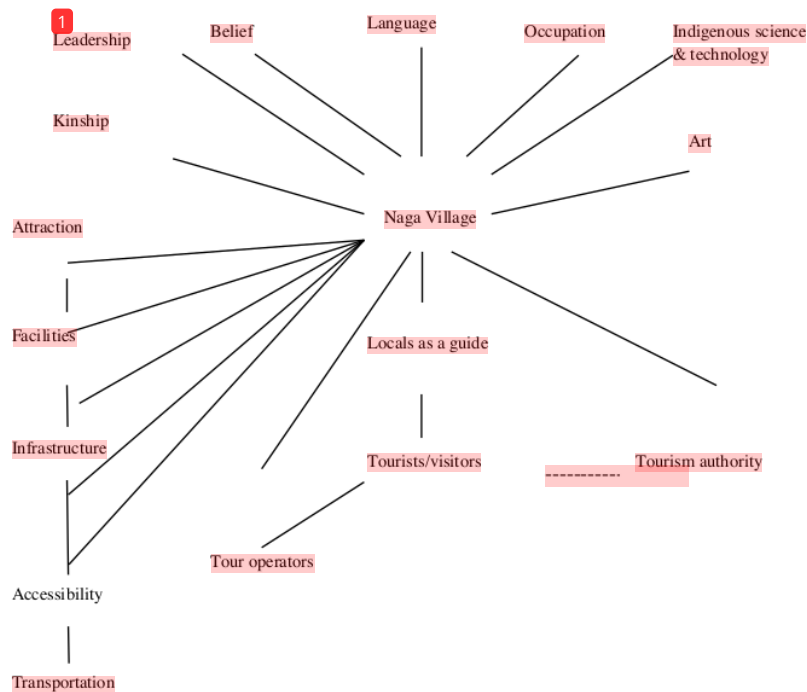 1
Leadership
Belief
Language
Occupation
Indigenous science
& technology
Kinship
Art
Naga Village
Attraction
Facilities
Locals as a guide
Infrastructure
Tourists/visitors
-----------
Tourism authority
Tour operators
Accessibility
Transportation